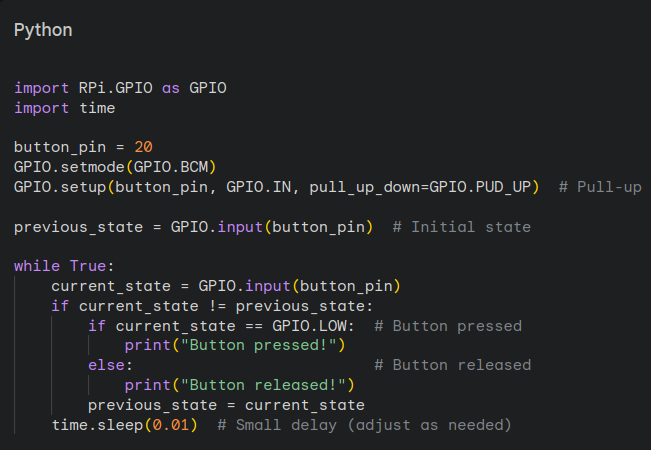 Python
import RPi.GPIO as GPIO
import time
button_pin = 20
GPIO.setmode(GPIO.BCM)
GPIO.setup(button_pin, GPIO.IN, pull_up_down=GPIO.PUD_UP)  # Pull-up
previous_state = GPIO.input(button_pin)  # Initial state
while True:
    current_state = GPIO.input(button_pin)
    if current_state != previous_state:
        if current_state == GPIO.LOW:  # Button pressed
            print("Button pressed!")
        else:                          # Button released
            print("Button released!")
        previous_state = current_state
    time.sleep(0.01)  # Small delay (adjust as needed)